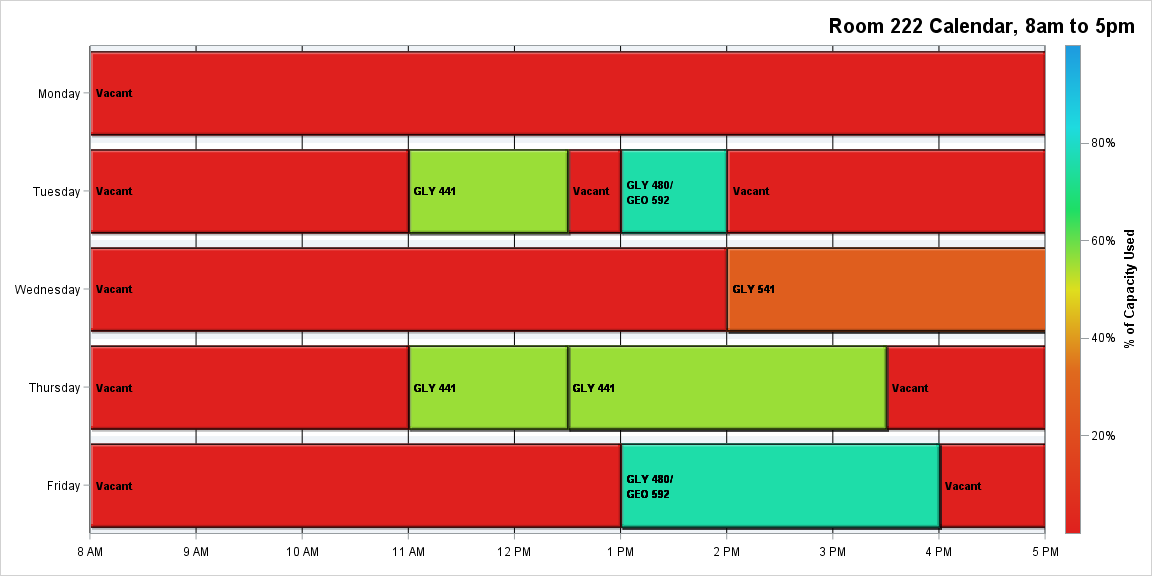 Room 222 Calendar, 8am to 5pm
Monday
Vacant
Tuesday
Vacant
GLY 441
Vacant
GLY 480/
GEO 592
Vacant
Wednesday
Vacant
GLY 541
Thursday
Vacant
GLY 441
GLY 441
Vacant
Friday
Vacant
GLY 480/
GEO 592
Vacant
8 AM
9 AM
10 AM
11 AM
12 PM
1 PM
2 PM
3 PM
4 PM
5 PM
80%
60%
40%
20%
% of Capacity Used